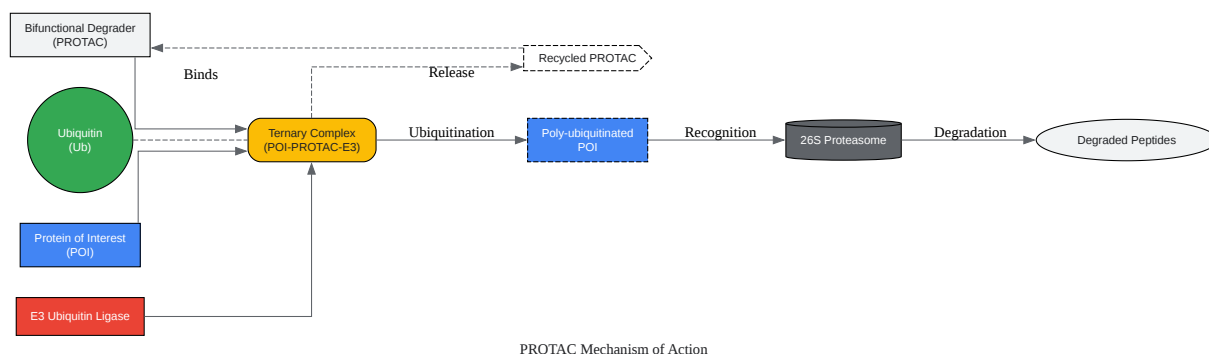 Bifunctional Degrader
(PROTAC)
Recycled PROTAC
Binds
Release
Ubiquitin
(Ub)
Ternary Complex
(POI-PROTAC-E3)
Ubiquitination
Poly-ubiquitinated
POI
Recognition
26S Proteasome
Degradation
Degraded Peptides
Protein of Interest
(POI)
E3 Ubiquitin Ligase
PROTAC Mechanism of Action